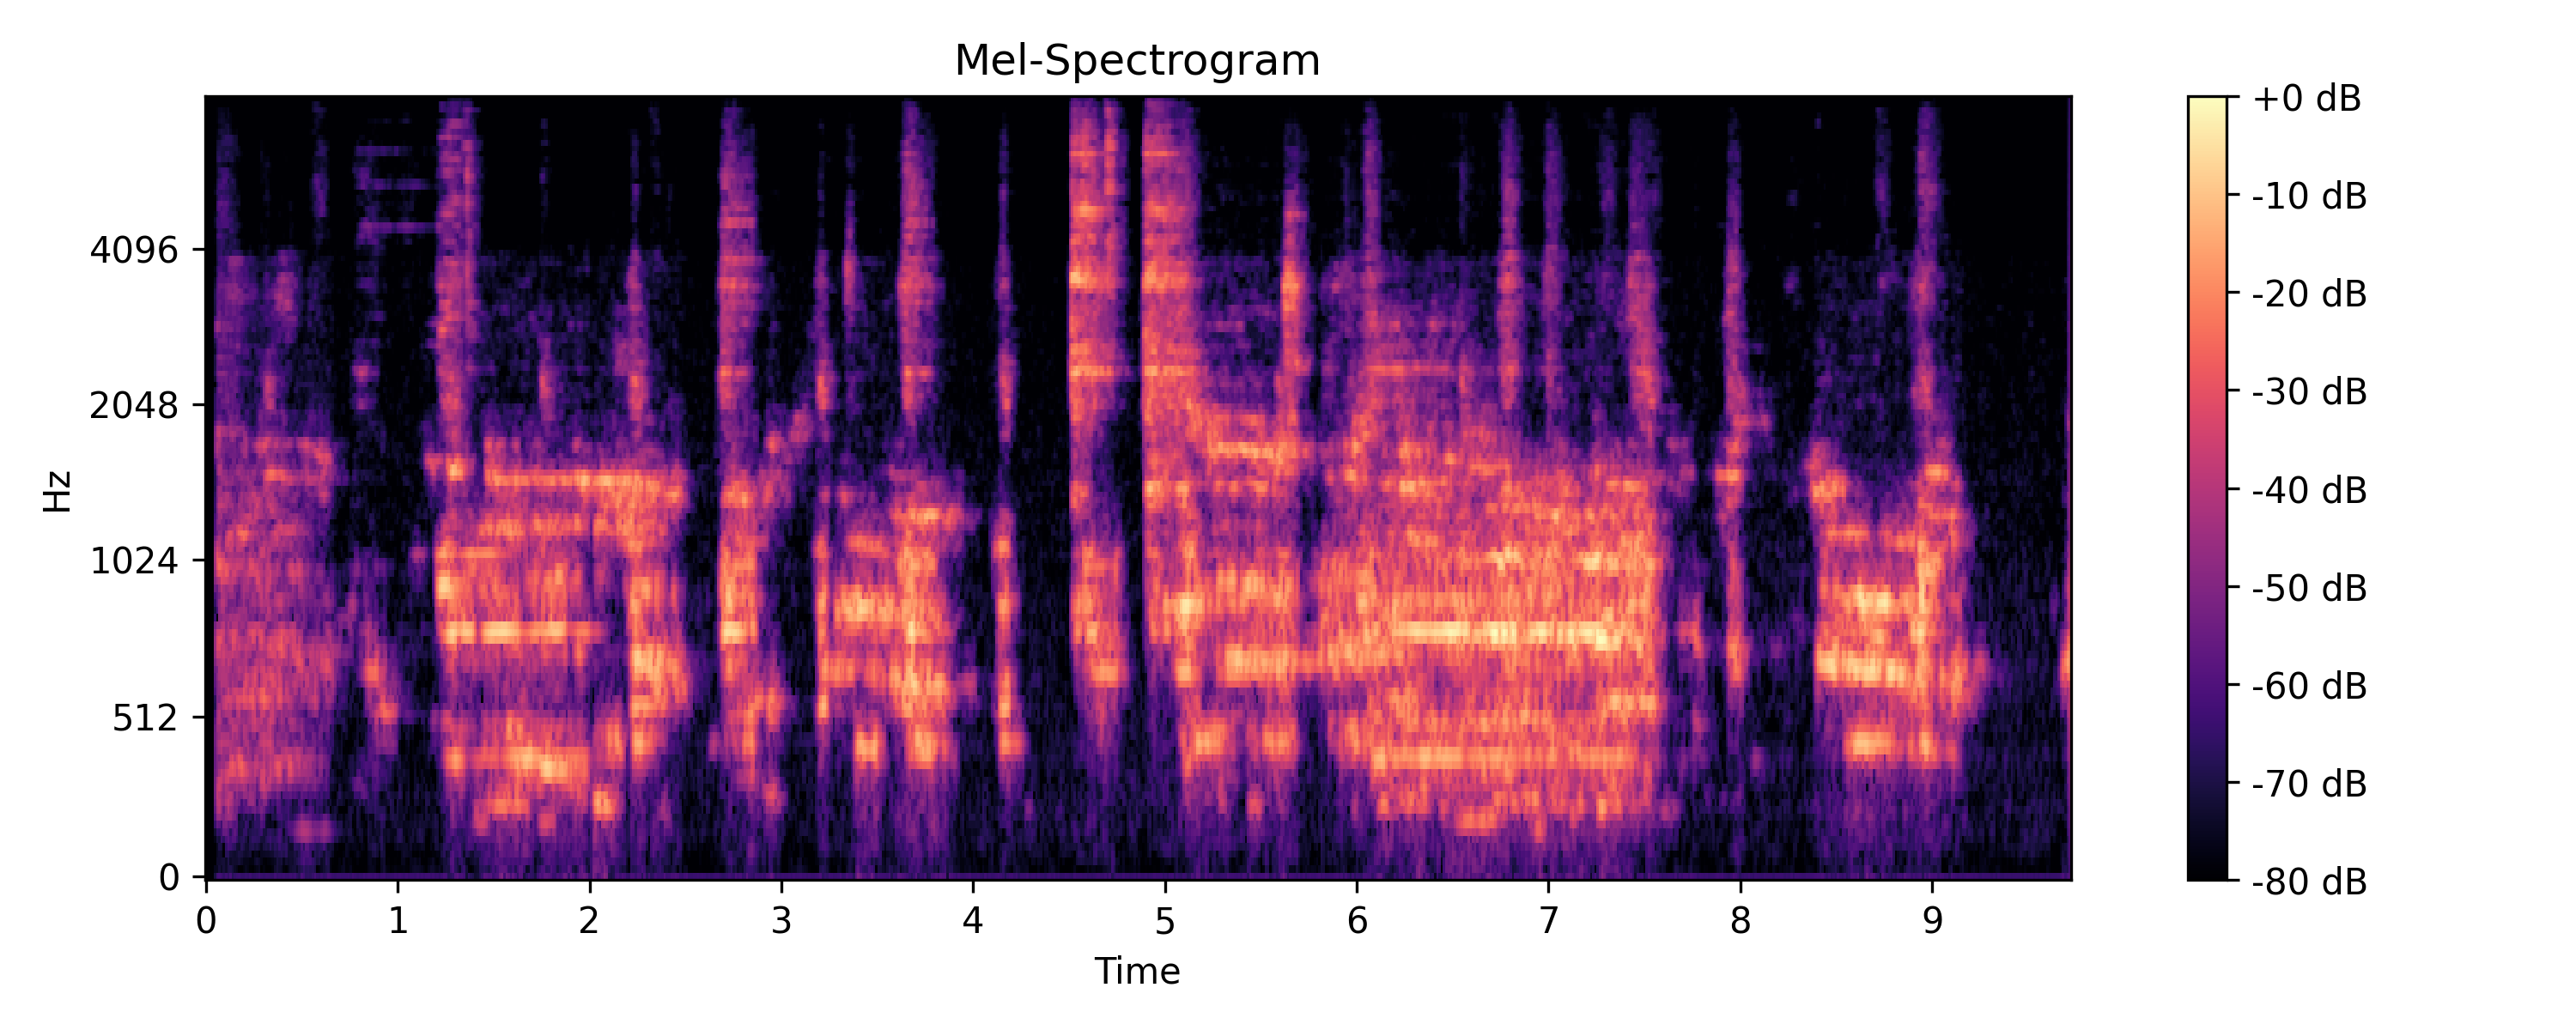 Mel-Spectrogram
+0 dB
-10 dB
-20 dB
-30 dB
-40 dB
-50 dB
-60 dB
-70 dB
-80 dB
Hz
4096
2048
1024
512
0
0 1 2 3 4 5 6 7 8 9
Time